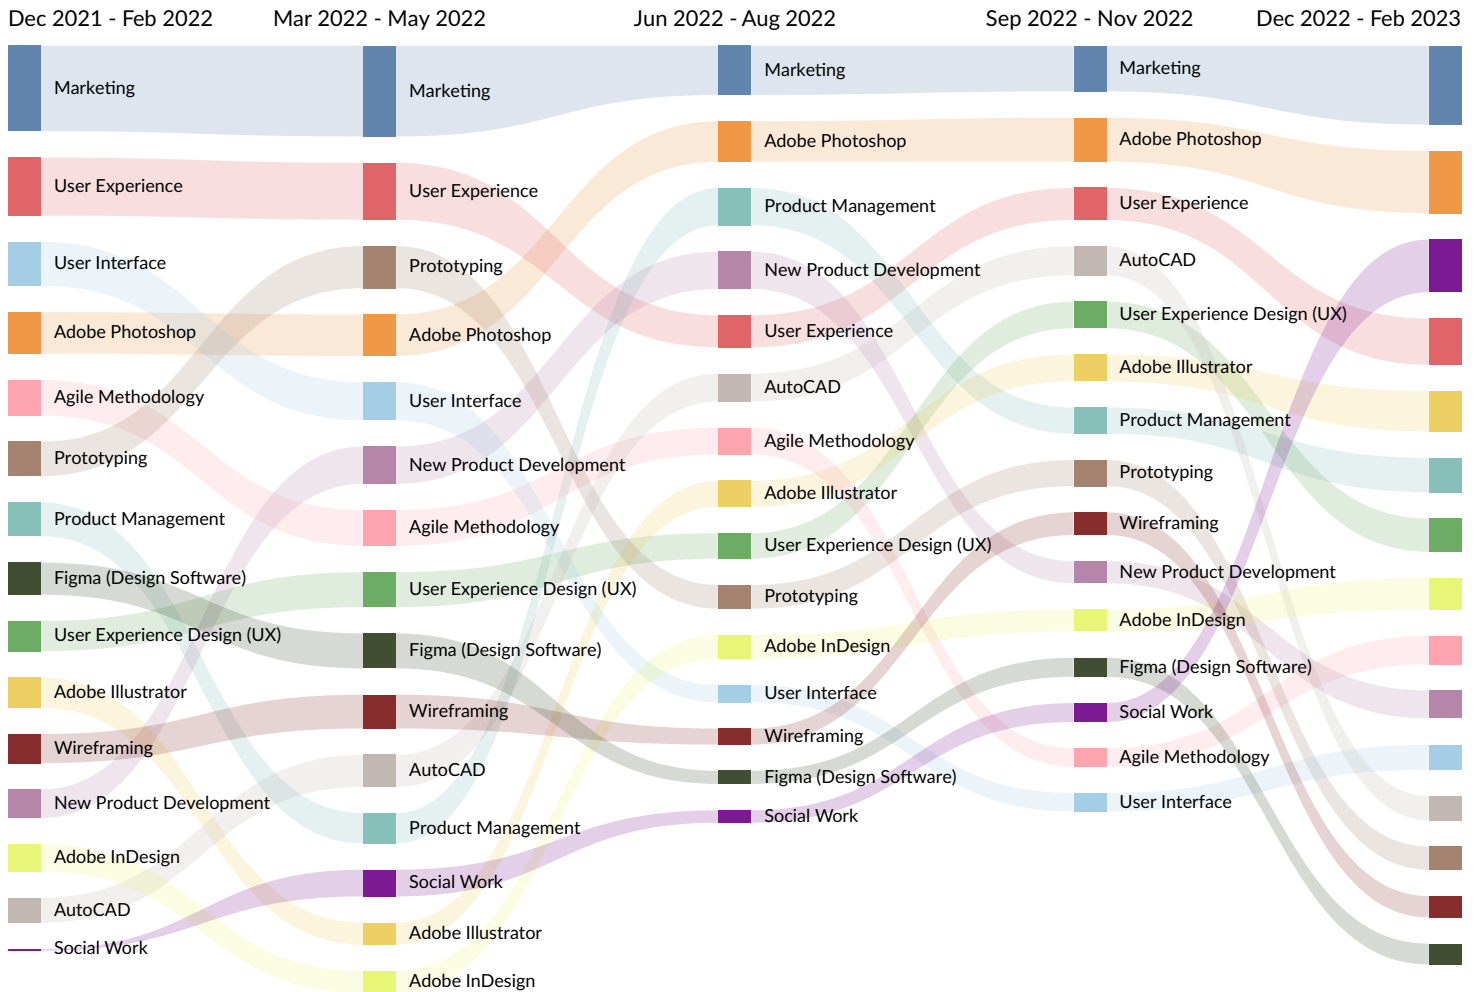 Dec 2021 - Feb 2022
Mar 2022 - May 2022
Jun 2022 - Aug 2022
Sep 2022 - Nov 2022
Dec 2022 - Feb 2023
Marketing
User Experience
User Interface
Adobe Photoshop
Agile Methodology
Prototyping
Product Management
Figma (Design Software)
User Experience Design (UX)
Adobe Illustrator
Wireframing
New Product Development
Adobe InDesign
AutoCAD
Social Work
Marketing
User Experience
Prototyping
Adobe Photoshop
User Interface
New Product Development
Agile Methodology
User Experience Design (UX)
Figma (Design Software)
Wireframing
AutoCAD
Product Management
Social Work
Adobe Illustrator
Adobe InDesign
Marketing
Adobe Photoshop
Product Management
New Product Development
User Experience
AutoCAD
Agile Methodology
Adobe Illustrator
User Experience Design (UX)
Prototyping
Adobe InDesign
User Interface
Wireframing
Figma (Design Software)
Social Work
Marketing
Adobe Photoshop
User Experience
AutoCAD
User Experience Design (UX)
Adobe Illustrator
Product Management
Prototyping
Wireframing
New Product Development
Adobe InDesign
Figma (Design Software)
Social Work
Agile Methodology
User Interface